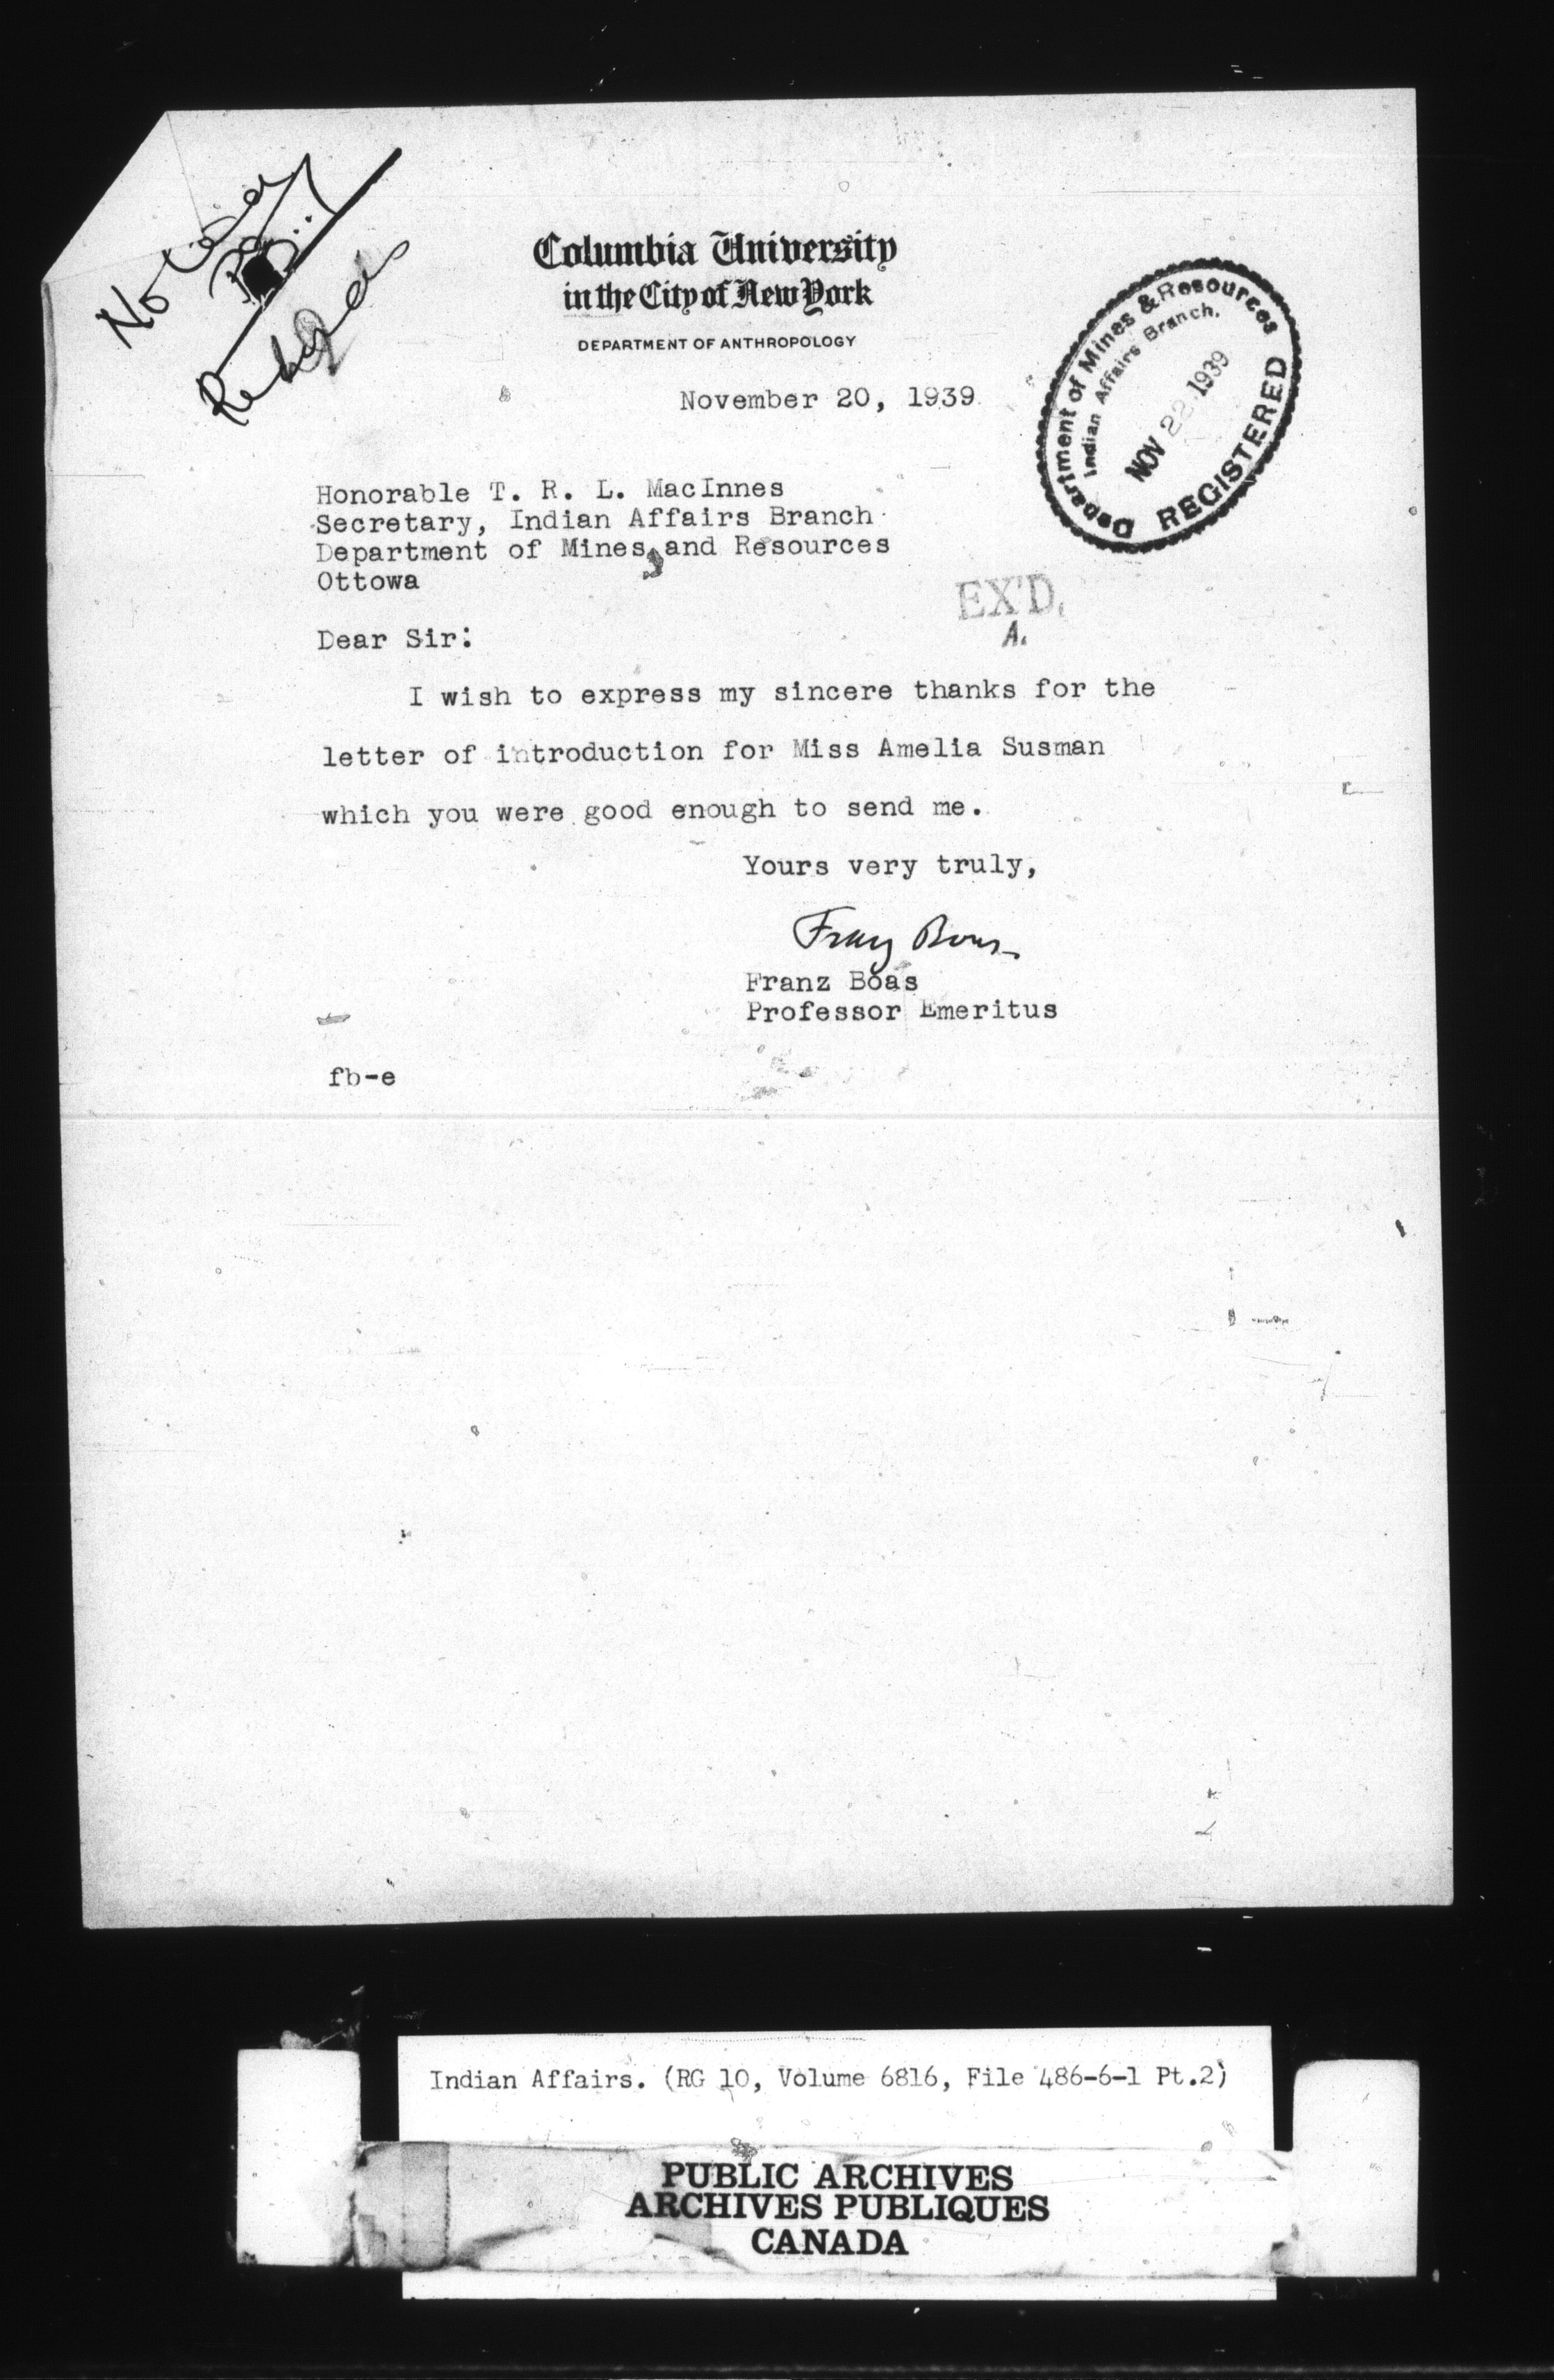 No
Columbia University
in the City of New York
DEPARTMENT OF ANTHROPOLOGY
November 20, 1939
Department of Mines & Resources
Indian Affairs Branch.
NOV 22 1939
REGISTERED
Honorable T. R. L. MacInnes
Secretary, Indian Affairs Branch
Department of Mines and Resources
Ottowa
EX'D.
A.
Dear Sir:
I wish to express my sincere thanks for the
letter of introduction for Miss Amelia Susman
which you were good enough to send me.
Yours very truly,
Franz Boas
Franz Boas
Professor Emeritus
fb-e
Indian Affairs. (RG 10, Volume 6816, File 486-6-1 Pt.2)
PUBLIC ARCHIVES
ARCHIVES PUBLIQUES
CANADA